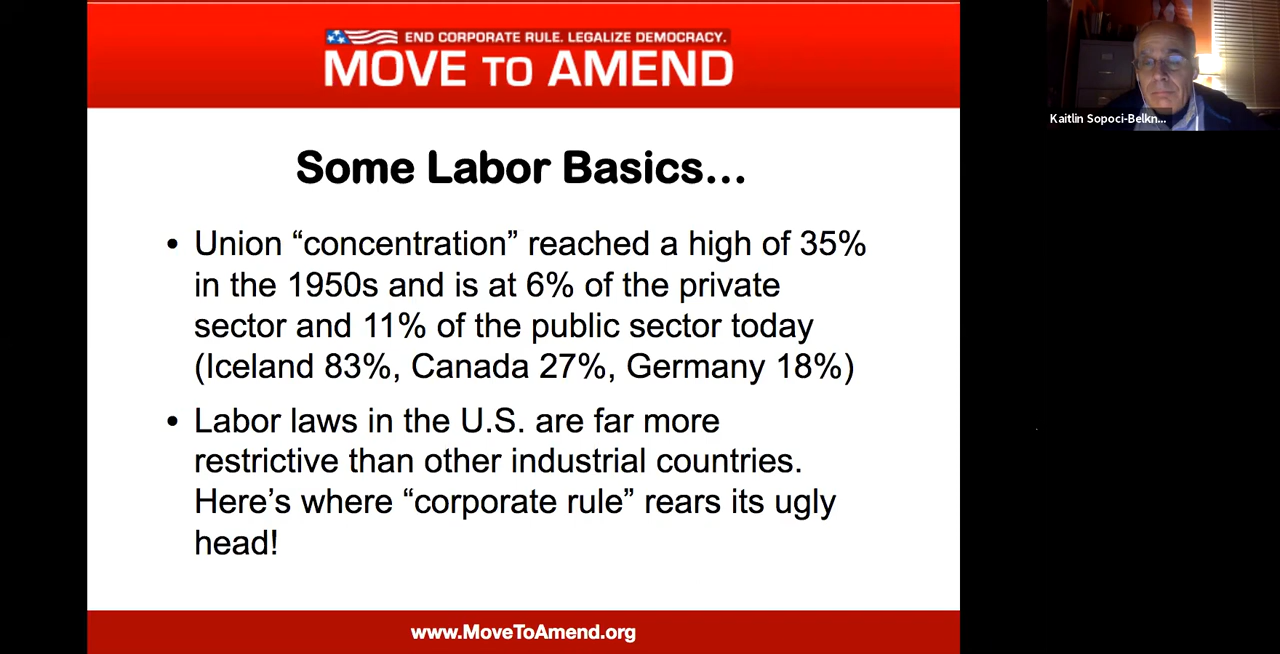 END CORPORATE RULE. LEGALIZE DEMOCRACY.
MOVE TO AMEND
Kaitlin Sopoci-Belkn...
Some Labor Basics...
• Union “concentration” reached a high of 35%
in the 1950s and is at 6% of the private
sector and 11% of the public sector today
(Iceland 83%, Canada 27%, Germany 18%)
• Labor laws in the U.S. are far more
restrictive than other industrial countries.
Here’s where “corporate rule” rears its ugly
head!
www.MoveToAmend.org